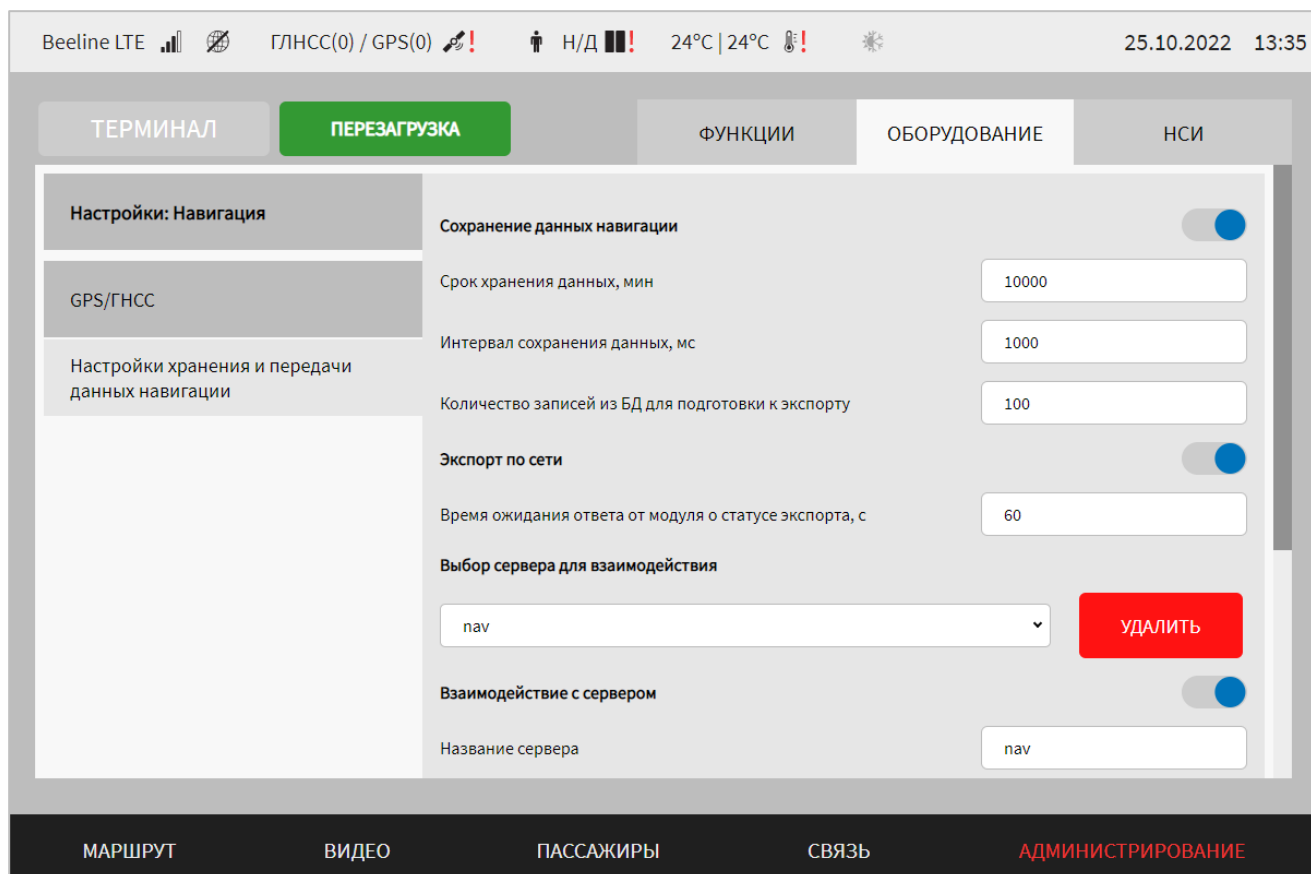 Beeline LTE ГЛНСС(0) / GPS(0) ! Н/Д ! 24°C | 24°C ! 25.10.2022 13:35
ТЕРМИНАЛ ПЕРЕЗАГРУЗКА ФУНКЦИИ ОБОРУДОВАНИЕ НСИ
Настройки: Навигация
GPS/ГНСС
Настройки хранения и передачи
данных навигации
Сохранение данных навигации
Срок хранения данных, мин 10000
Интервал сохранения данных, мс 1000
Количество записей из БД для подготовки к экспорту 100
Экспорт по сети
Время ожидания ответа от модуля о статусе экспорта, с 60
Выбор сервера для взаимодействия
nav УДАЛИТЬ
Взаимодействие с сервером
Название сервера nav
МАРШРУТ ВИДЕО ПАССАЖИРЫ СВЯЗЬ АДМИНИСТРИРОВАНИЕ